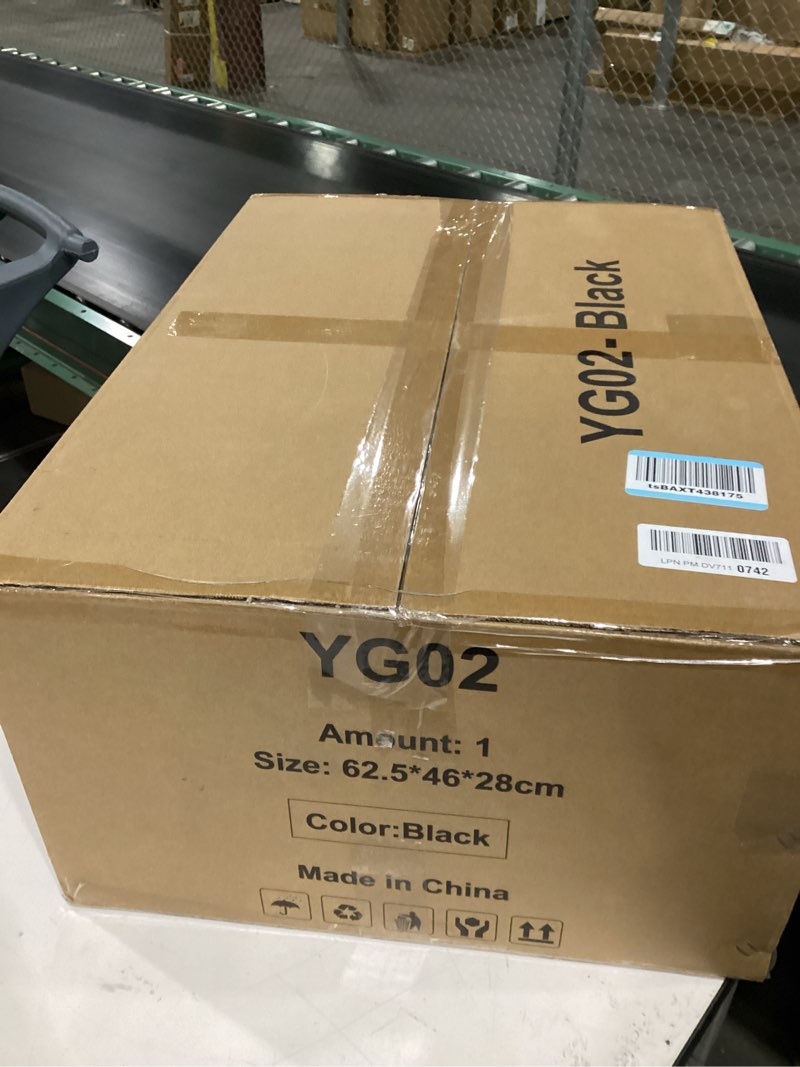 YG02-Black
tsBAXT438175
LPN PM DV711 0742
YG02
Amount: 1
Size: 62.5*46*28cm
Color:Black
Made in China